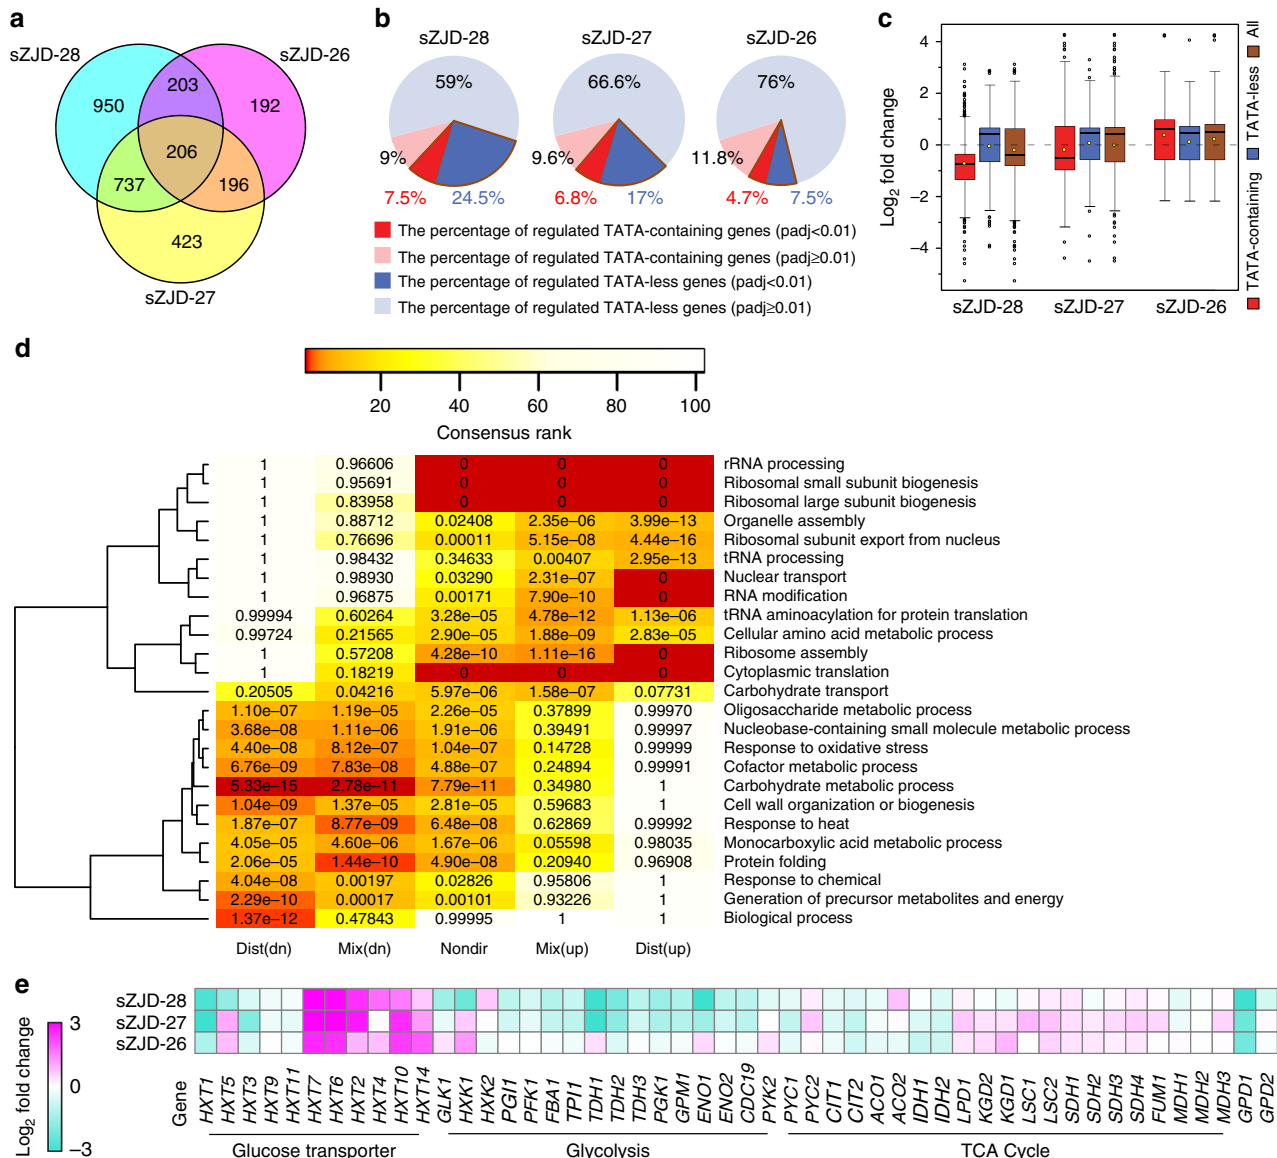 a
sZJD-28
sZJD-26
950
203
192
206
737
196
423
sZJD-27
b
sZJD-28
sZJD-27
sZJD-26
59%
66.6%
76%
9%
9.6%
11.8%
7.5%
24.5%
6.8%
17%
4.7%
7.5%
The percentage of regulated TATA-containing genes (padj<0.01)
The percentage of regulated TATA-containing genes (padj≥0.01)
The percentage of regulated TATA-less genes (padj<0.01)
The percentage of regulated TATA-less genes (padj≥0.01)
c
Log2 fold change
4
2
0
−2
−4
sZJD-28
sZJD-27
sZJD-26
TATA-containing
TATA-less
All
d
20
40
60
80
100
Consensus rank
1 0.96606 0 0 0 rRNA processing
1 0.95691 0 0 0 Ribosomal small subunit biogenesis
1 0.83958 0 0 0 Ribosomal large subunit biogenesis
1 0.88712 0.02408 2.35e−06 3.99e−13 Organelle assembly
1 0.76696 0.00011 5.15e−08 4.44e−16 Ribosomal subunit export from nucleus
1 0.98432 0.34633 0.00407 2.95e−13 tRNA processing
1 0.98930 0.03290 2.31e−07 0 Nuclear transport
1 0.96875 0.00171 7.90e−10 0 RNA modification
0.99994 0.60264 3.28e−05 4.78e−12 1.13e−06 tRNA aminoacylation for protein translation
0.99724 0.21565 2.90e−05 1.88e−09 2.83e−05 Cellular amino acid metabolic process
1 0.57208 4.28e−10 1.11e−16 0 Ribosome assembly
1 0.18219 0 0 0 Cytoplasmic translation
0.20505 0.04216 5.97e−06 1.58e−07 0.07731 Carbohydrate transport
1.10e−07 1.19e−05 2.26e−05 0.37899 0.99970 Oligosaccharide metabolic process
3.68e−08 1.11e−06 1.91e−06 0.39491 0.99997 Nucleobase-containing small molecule metabolic process
4.40e−08 8.12e−07 1.04e−07 0.14728 0.99999 Response to oxidative stress
6.76e−09 7.83e−08 4.88e−07 0.24894 0.99991 Cofactor metabolic process
5.33e−15 2.78e−11 7.79e−11 0.34980 1 Carbohydrate metabolic process
1.04e−09 1.37e−05 2.81e−05 0.59683 1 Cell wall organization or biogenesis
1.87e−07 8.77e−09 6.48e−08 0.62869 0.99992 Response to heat
4.05e−05 4.60e−06 1.67e−06 0.05598 0.98035 Monocarboxylic acid metabolic process
2.06e−05 1.44e−10 4.90e−08 0.20940 0.96908 Protein folding
4.04e−08 0.00197 0.02826 0.95806 1 Response to chemical
2.29e−10 0.00017 0.00101 0.93226 1 Generation of precursor metabolites and energy
1.37e−12 0.47843 0.99995 1 1 Biological process
Dist(dn) Mix(dn) Nondir Mix(up) Dist(up)
e
Log2 fold change
3
0
−3
sZJD-28
sZJD-27
sZJD-26
Gene
HXT1 HXT5 HXT3 HXT9 HXT11 HXT7 HXT6 HXT2 HXT4 HXT10 HXT14 GLK1 HXK1 HXK2 PGI1 PFK1 FBA1 TPI1 TDH1 TDH2 TDH3 PGK1 GPM1 ENO1 ENO2 CDC19 PYK2 PYC1 PYC2 CIT1 CIT2 ACO1 ACO2 IDH1 IDH2 LPD1 KGD2 KGD1 LSC1 LSC2 SDH1 SDH2 SDH3 SDH4 FUM1 MDH1 MDH2 MDH3 GPD1 GPD2
Glucose transporter
Glycolysis
TCA Cycle